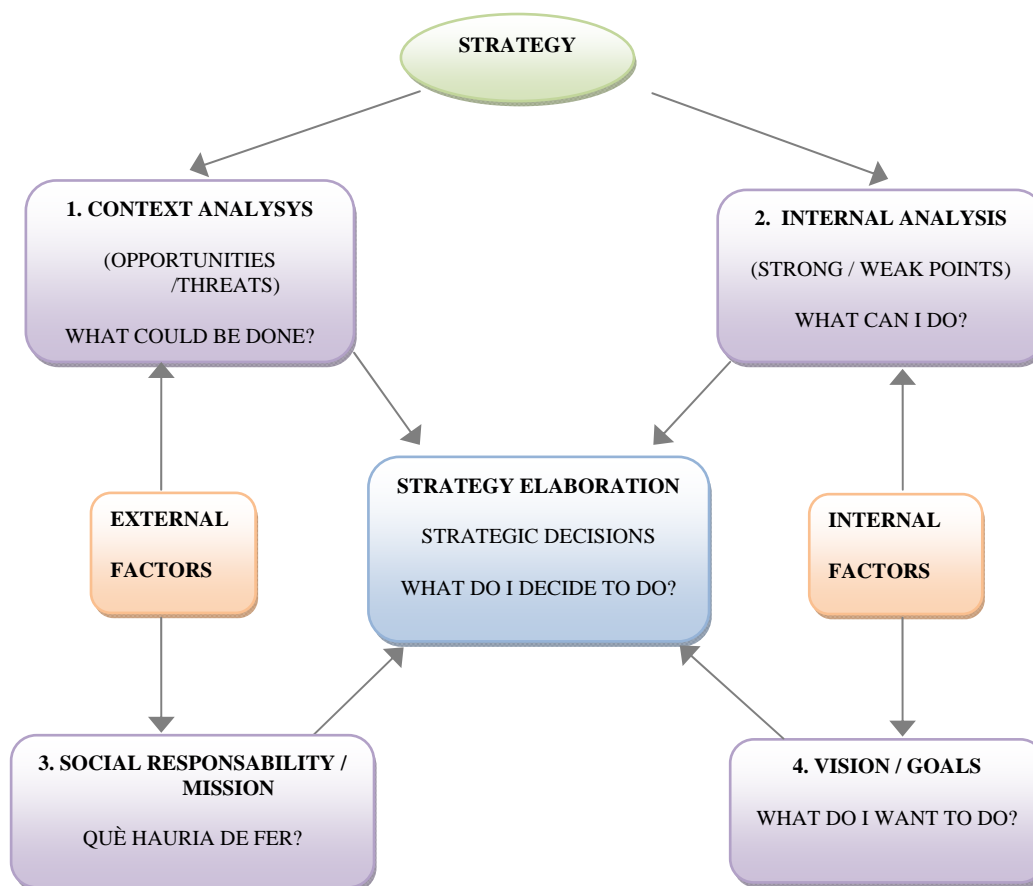 STRATEGY
1. CONTEXT ANALYSYS
(OPPORTUNITIES
/THREATS)
WHAT COULD BE DONE?
2. INTERNAL ANALYSIS
(STRONG / WEAK POINTS)
WHAT CAN I DO?
EXTERNAL
FACTORS
STRATEGY ELABORATION
STRATEGIC DECISIONS
WHAT DO I DECIDE TO DO?
INTERNAL
FACTORS
3. SOCIAL RESPONSABILITY /
MISSION
QUÈ HAURIA DE FER?
4. VISION / GOALS
WHAT DO I WANT TO DO?